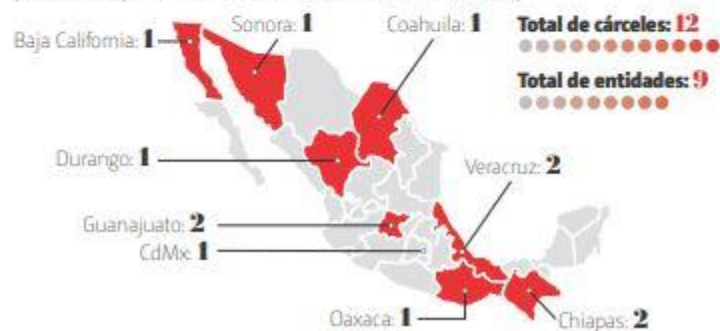 Baja California: 1
Sonora: 1
Coahuila: 1
Total de cárceles: 12
Total de entidades: 9
Durango: 1
Veracruz: 2
Guanajuato: 2
CdMx: 1
Oaxaca: 1
Chiapas: 2